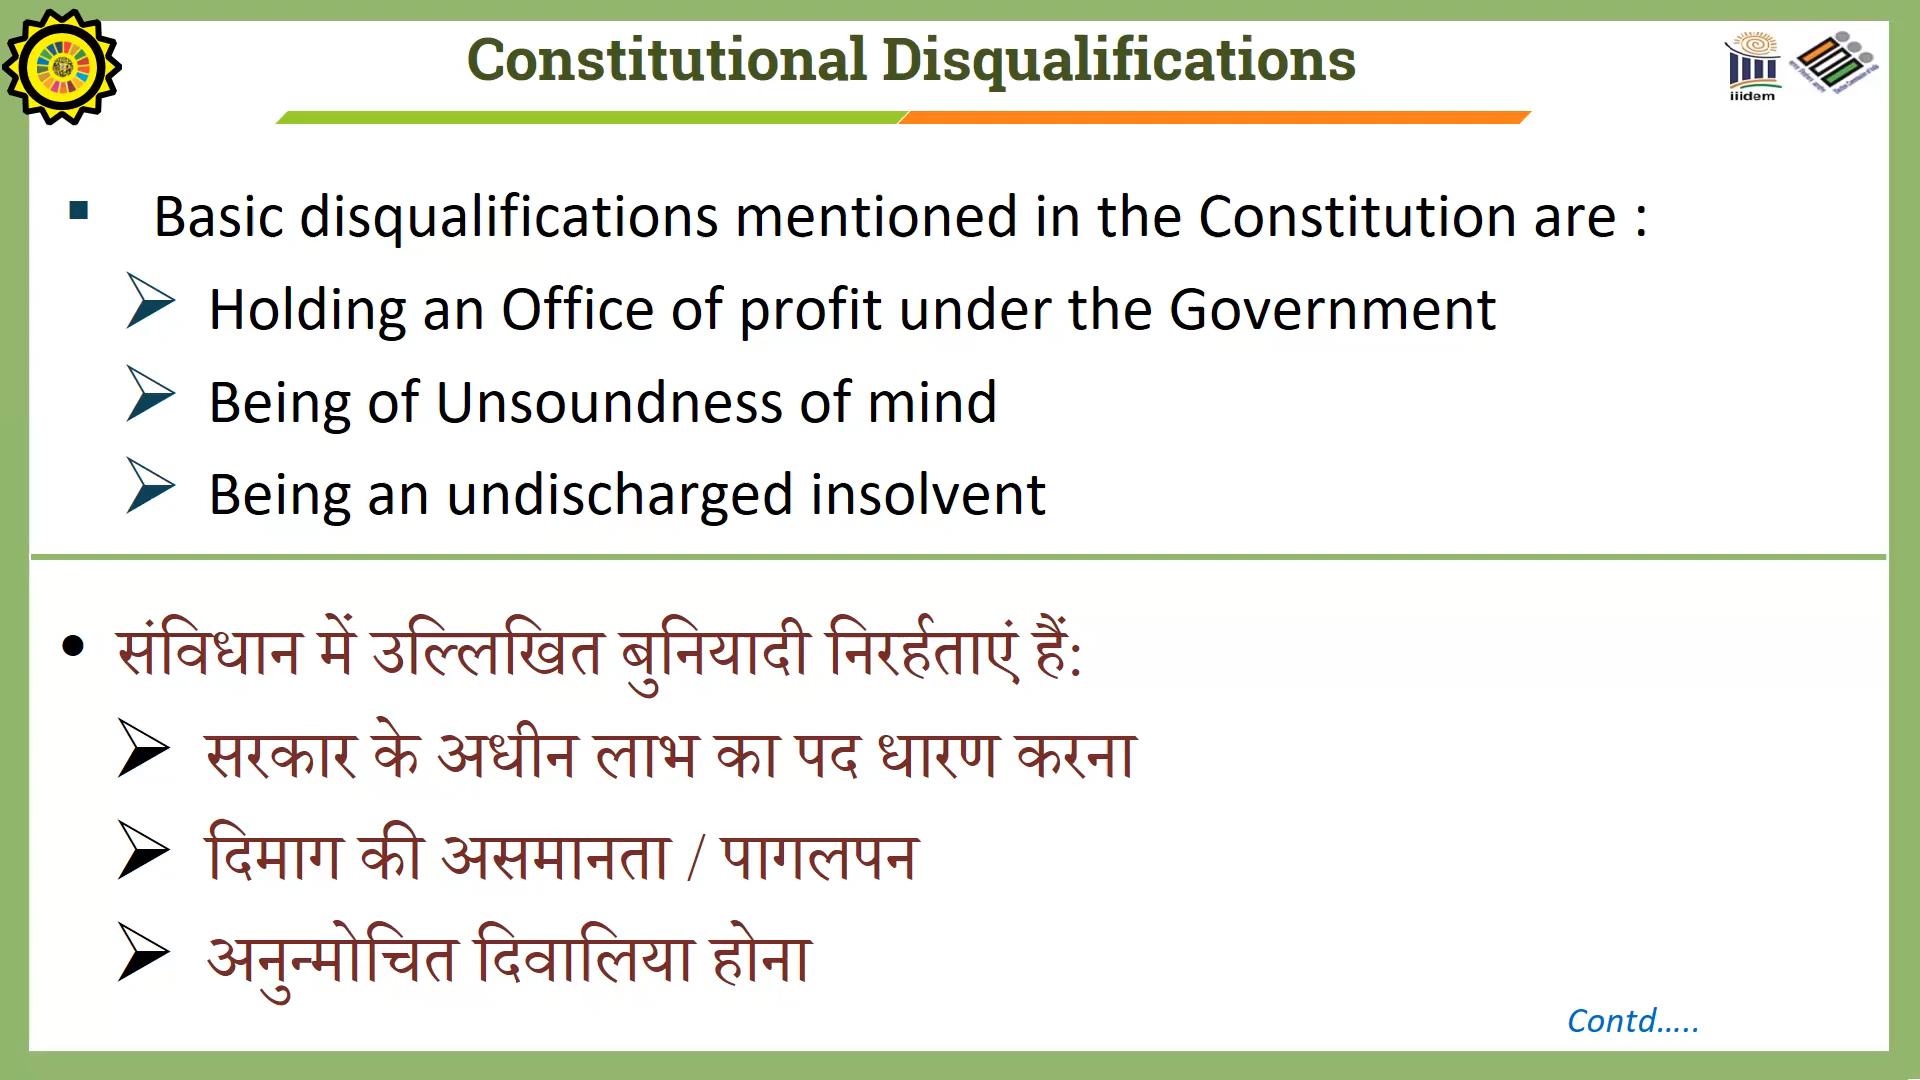 Constitutional Disqualifications
iiidem
Basic disqualifications mentioned in the Constitution are :
Holding an Office of profit under the Government
Being of Unsoundness of mind
Being an undischarged insolvent
संविधान में उल्लिखित बुनियादी निरर्हताएं हैं:
सरकार के अधीन लाभ का पद धारण करना
दिमाग की असमानता / पागलपन
अनुन्मोचित दिवालिया होना
Contd.....